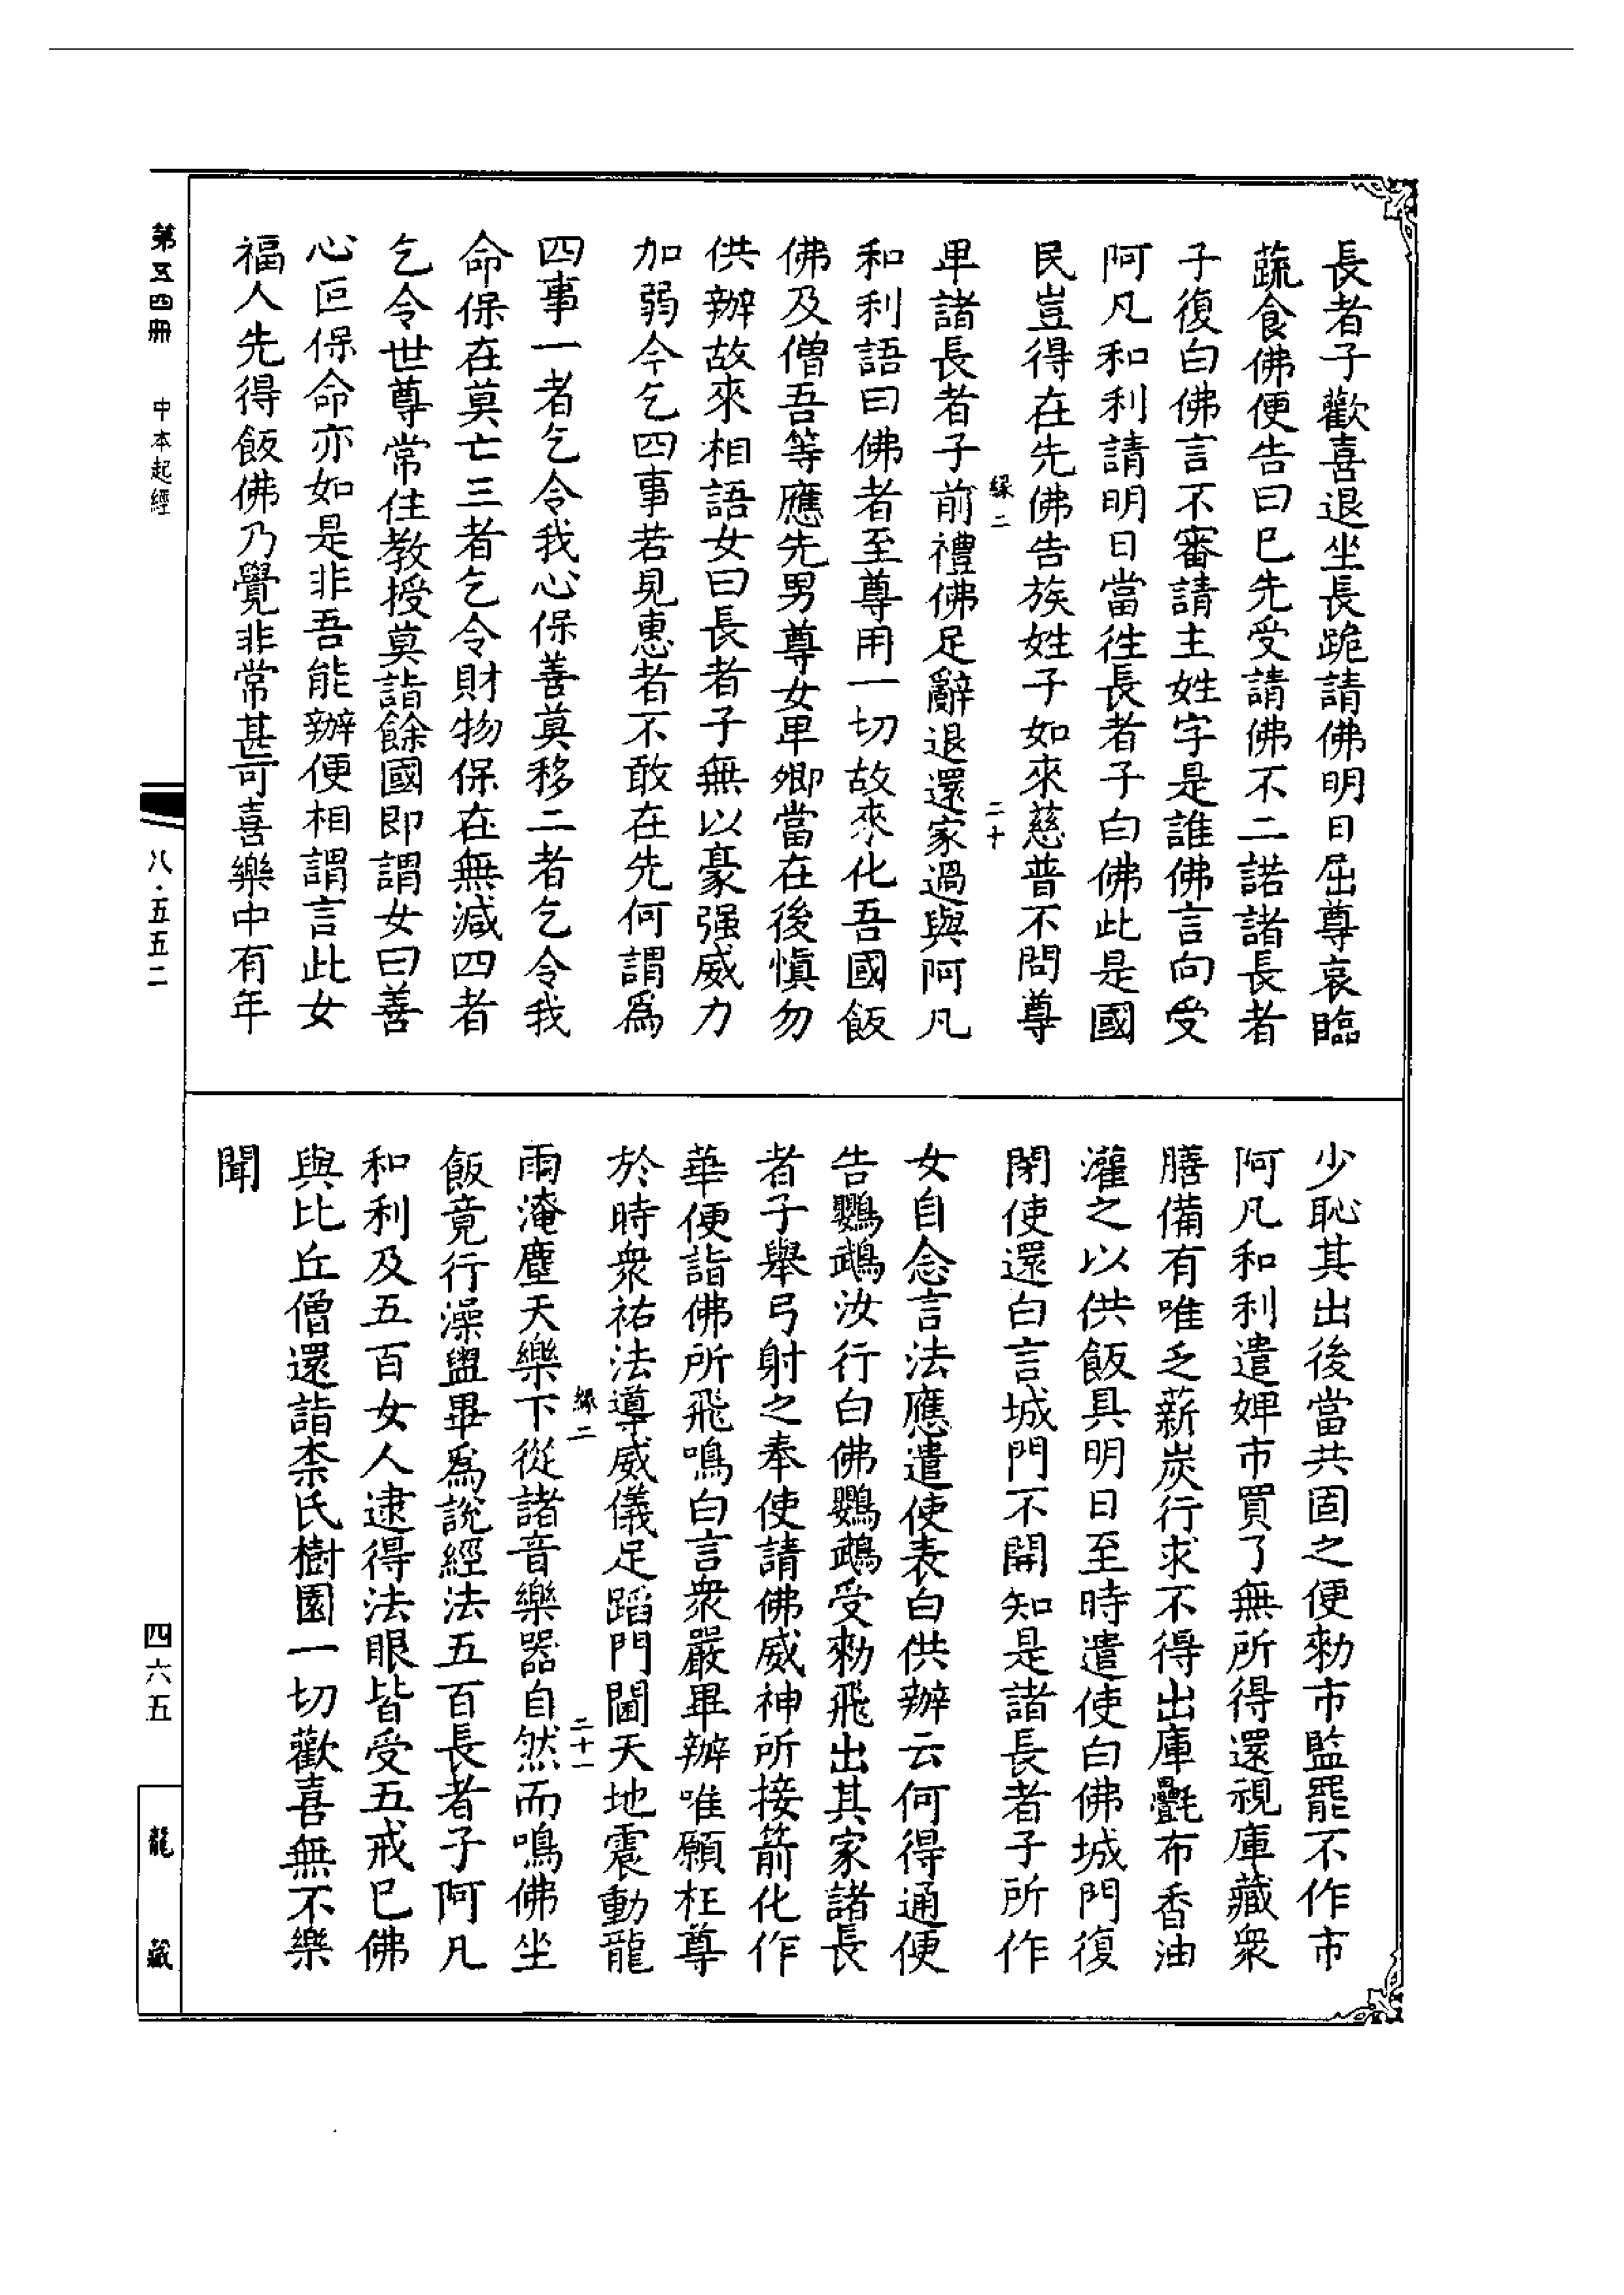 長者子歡喜退坐長跪請佛明日屈尊哀臨
蔬食佛便告曰已先受請佛不二諾諸長者
子復白佛言不審請主姓字是誰佛言向受
阿凡和利請明日當往長者子白佛此是國
民豈得在先佛告族姓子如來慈普不問尊
緣二
二十
卑諸長者子前禮佛足辭退還家過與阿凡
和利語曰佛者至尊用一切故來化吾國飯
佛及僧吾等應先男尊女卑卿當在後慎勿
供辦故來相語女曰長者子無以豪强威力
加弱今乞四事若見惠者不敢在先何謂爲
四事一者乞令我心保善莫移二者乞令我
命保在莫亡三者乞令財物保在無減四者
乞令世尊常住教授莫詣餘國即謂女曰善
心叵保命亦如是非吾能辦便相謂言此女
福人先得飯佛乃覺非常甚可喜樂中有年
少恥其出後當共固之便勑市監罷不作市
阿凡和利遣婢市買了無所得還視庫藏衆
膳備有唯乏薪炭行求不得出庫氎布香油
灌之以供飯具明日至時遣使白佛城門復
閉使還白言城門不開知是諸長者子所作
女自念言法應遣使表白供辦云何得通便
告鸚鵡汝行白佛鸚鵡受勑飛出其家諸長
者子舉弓射之奉使請佛威神所接箭化作
華便詣佛所飛鳴白言衆嚴畢辦唯願枉尊
於時衆祐法導威儀足蹈門閫天地震動龍
緣二
二十一
雨淹塵天樂下從諸音樂器自然而鳴佛坐
飯竟行澡盥畢爲說經法五百長者子阿凡
和利及五百女人逮得法眼皆受五戒已佛
與比丘僧還詣柰氏樹園一切歡喜無不樂
聞
第五四冊
中本起經
八·五五二
四六五
龍藏